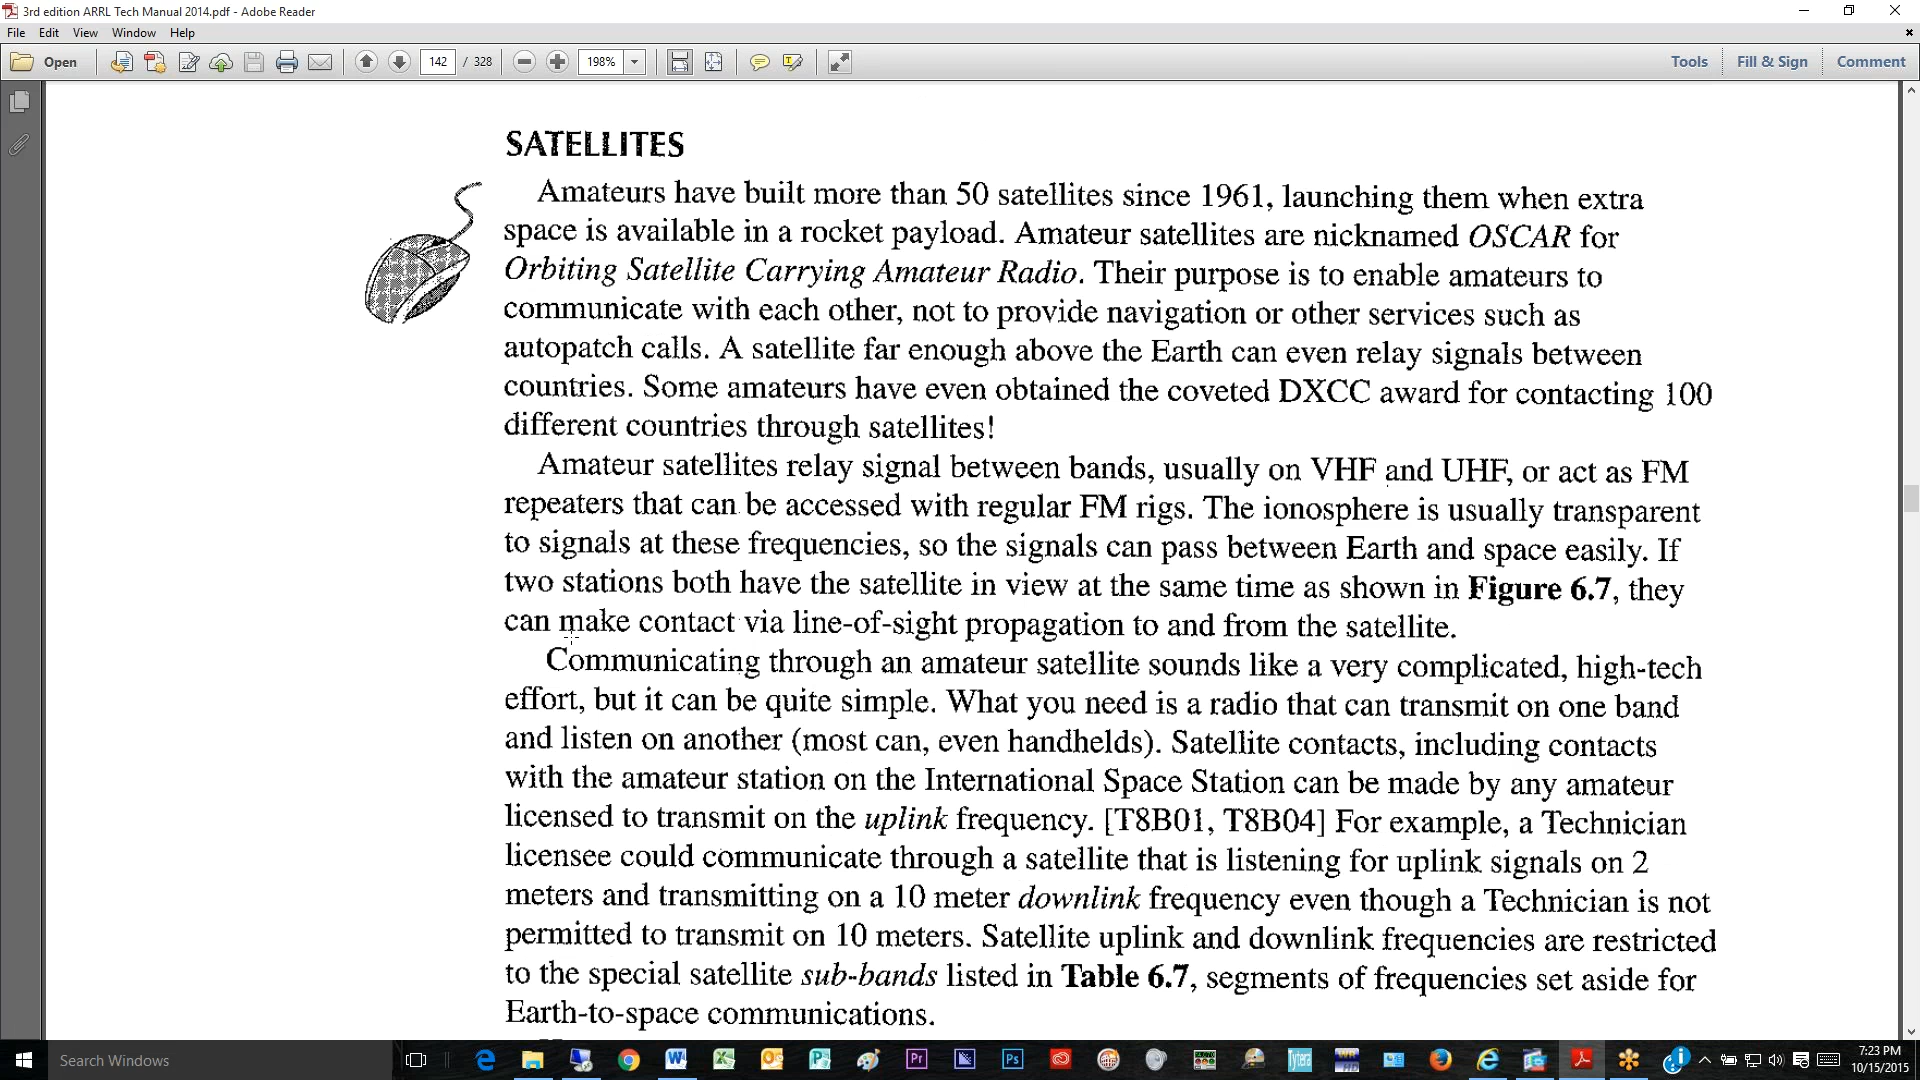 3rd edition ARRL Tech Manual 2014.pdf - Adobe Reader
File Edit View Window Help
Open 142 / 328 198% Tools Fill & Sign Comment
SATELLITES
Amateurs have built more than 50 satellites since 1961, launching them when extra
space is available in a rocket payload. Amateur satellites are nicknamed OSCAR for
Orbiting Satellite Carrying Amateur Radio. Their purpose is to enable amateurs to
communicate with each other, not to provide navigation or other services such as
autopatch calls. A satellite far enough above the Earth can even relay signals between
countries. Some amateurs have even obtained the coveted DXCC award for contacting 100
different countries through satellites!
Amateur satellites relay signal between bands, usually on VHF and UHF, or act as FM
repeaters that can be accessed with regular FM rigs. The ionosphere is usually transparent
to signals at these frequencies, so the signals can pass between Earth and space easily. If
two stations both have the satellite in view at the same time as shown in Figure 6.7, they
can make contact via line-of-sight propagation to and from the satellite.
Communicating through an amateur satellite sounds like a very complicated, high-tech
effort, but it can be quite simple. What you need is a radio that can transmit on one band
and listen on another (most can, even handhelds). Satellite contacts, including contacts
with the amateur station on the International Space Station can be made by any amateur
licensed to transmit on the uplink frequency. [T8B01, T8B04] For example, a Technician
licensee could communicate through a satellite that is listening for uplink signals on 2
meters and transmitting on a 10 meter downlink frequency even though a Technician is not
permitted to transmit on 10 meters. Satellite uplink and downlink frequencies are restricted
to the special satellite sub-bands listed in Table 6.7, segments of frequencies set aside for
Earth-to-space communications.
Search Windows
Pr
Ps
Tytera
7:23 PM
10/15/2015